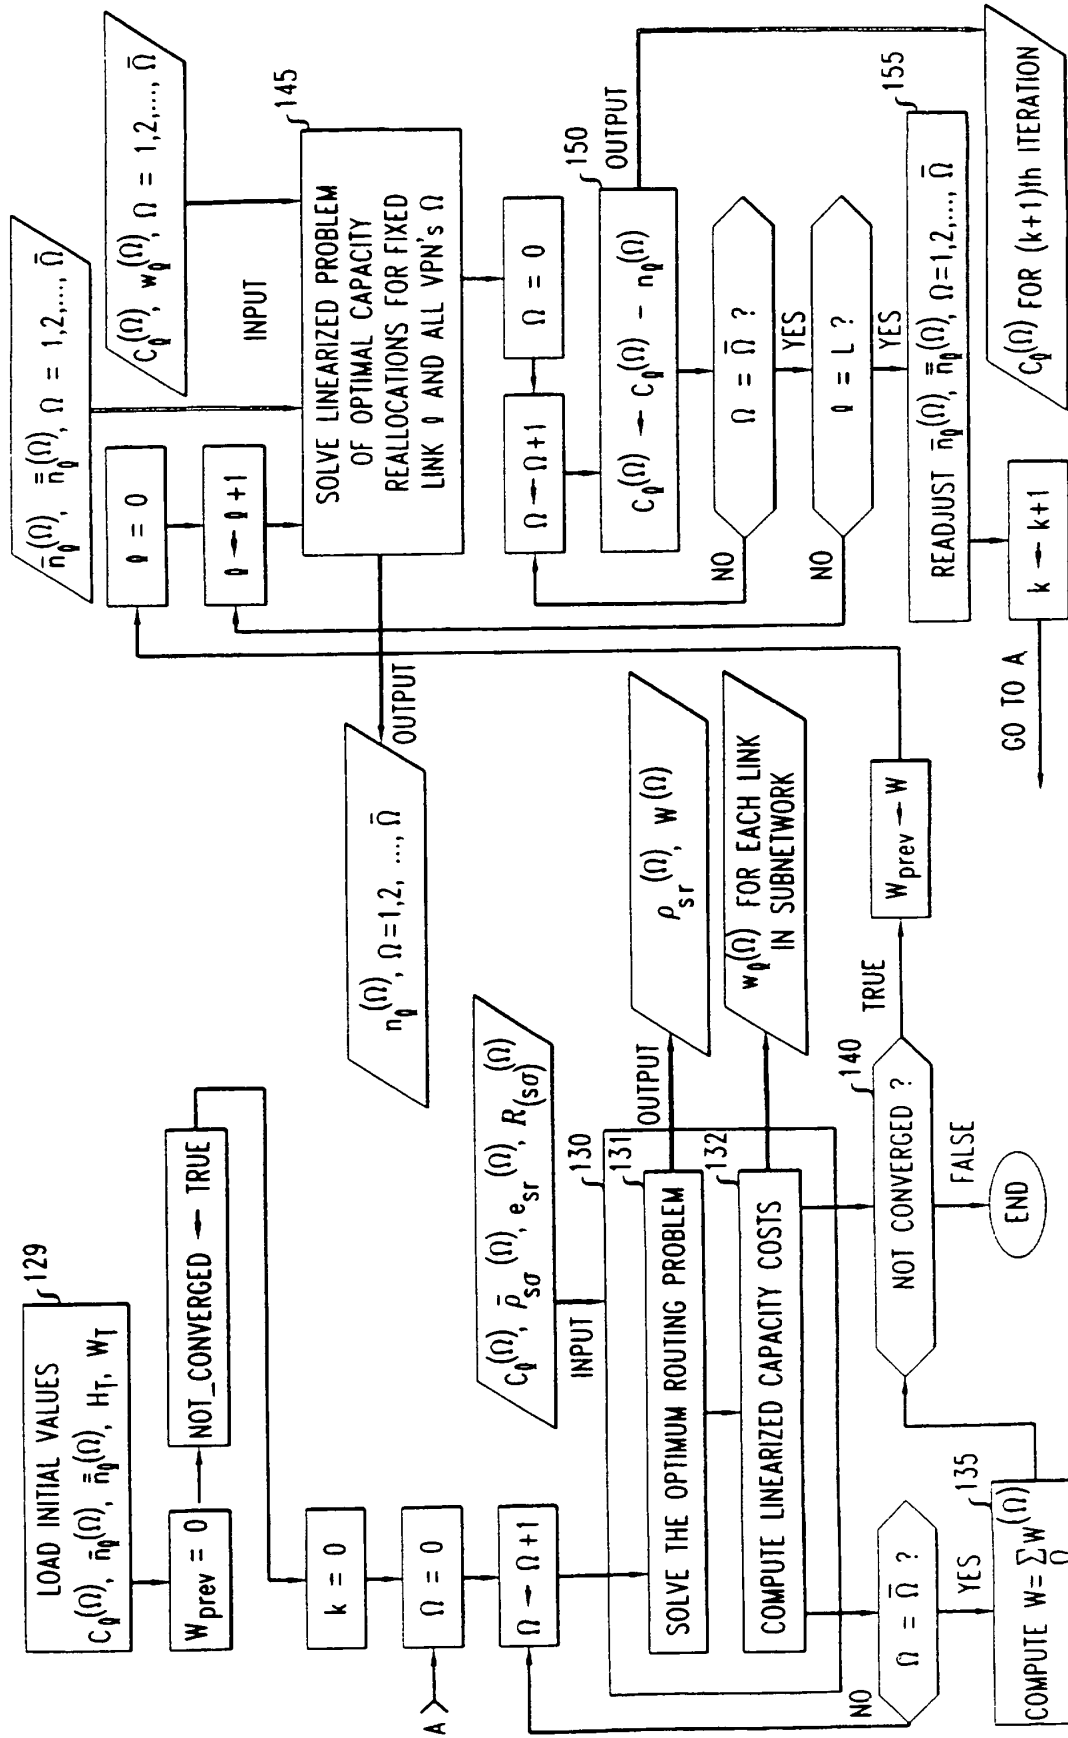 LOAD INITIAL VALUES
C_ℓ^(Ω), n̄_ℓ^(Ω), n̿_ℓ^(Ω), H_T, W_T
129
W_prev = 0
NOT_CONVERGED ← TRUE
k = 0
A
Ω = 0
Ω → Ω+1
C_ℓ^(Ω), ρ̄_sσ^(Ω), e_sr^(Ω), R_(sσ)^(Ω)
INPUT
130
131
SOLVE THE OPTIMUM ROUTING PROBLEM
OUTPUT
ρ_sr^(Ω), W^(Ω)
132
COMPUTE LINEARIZED CAPACITY COSTS
w_ℓ^(Ω) FOR EACH LINK
IN SUBNETWORK
Ω = Ω̄ ?
NO
YES
135
COMPUTE W = Σ_Ω W^(Ω)
140
NOT CONVERGED ?
FALSE
END
TRUE
W_prev → W
n̄_ℓ^(Ω), n̿_ℓ^(Ω), Ω = 1,2,..., Ω̄
C_ℓ^(Ω), w_ℓ^(Ω), Ω = 1,2,..., Ω̄
ℓ = 0
ℓ → ℓ +1
INPUT
145
SOLVE LINEARIZED PROBLEM
OF OPTIMAL CAPACITY
REALLOCATIONS FOR FIXED
LINK ℓ AND ALL VPN's Ω
OUTPUT
n_ℓ^(Ω), Ω=1,2, ..., Ω̄
Ω = 0
Ω → Ω+1
150
C_ℓ^(Ω) ← C_ℓ^(Ω) - n_ℓ^(Ω)
OUTPUT
Ω = Ω̄ ?
NO
YES
ℓ = L ?
NO
YES
155
READJUST n̄_ℓ^(Ω), n̿_ℓ^(Ω), Ω=1,2,..., Ω̄
k ← k+1
GO TO A
C_ℓ^(Ω) FOR (k+1)th ITERATION